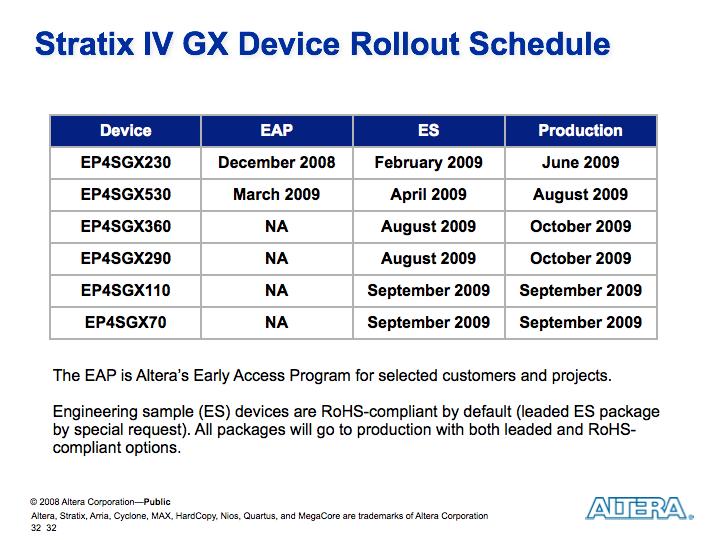 Stratix IV GX Device Rollout Schedule
Device EAP ES Production
EP4SGX230 December 2008 February 2009 June 2009
EP4SGX530 March 2009 April 2009 August 2009
EP4SGX360 NA August 2009 October 2009
EP4SGX290 NA August 2009 October 2009
EP4SGX110 NA September 2009 September 2009
EP4SGX70 NA September 2009 September 2009
The EAP is Altera’s Early Access Program for selected customers and projects.
Engineering sample (ES) devices are RoHS-compliant by default (leaded ES package
by special request). All packages will go to production with both leaded and RoHS-
compliant options.
© 2008 Altera Corporation—Public
Altera, Stratix, Arria, Cyclone, MAX, HardCopy, Nios, Quartus, and MegaCore are trademarks of Altera Corporation
32 32
ALTERA®